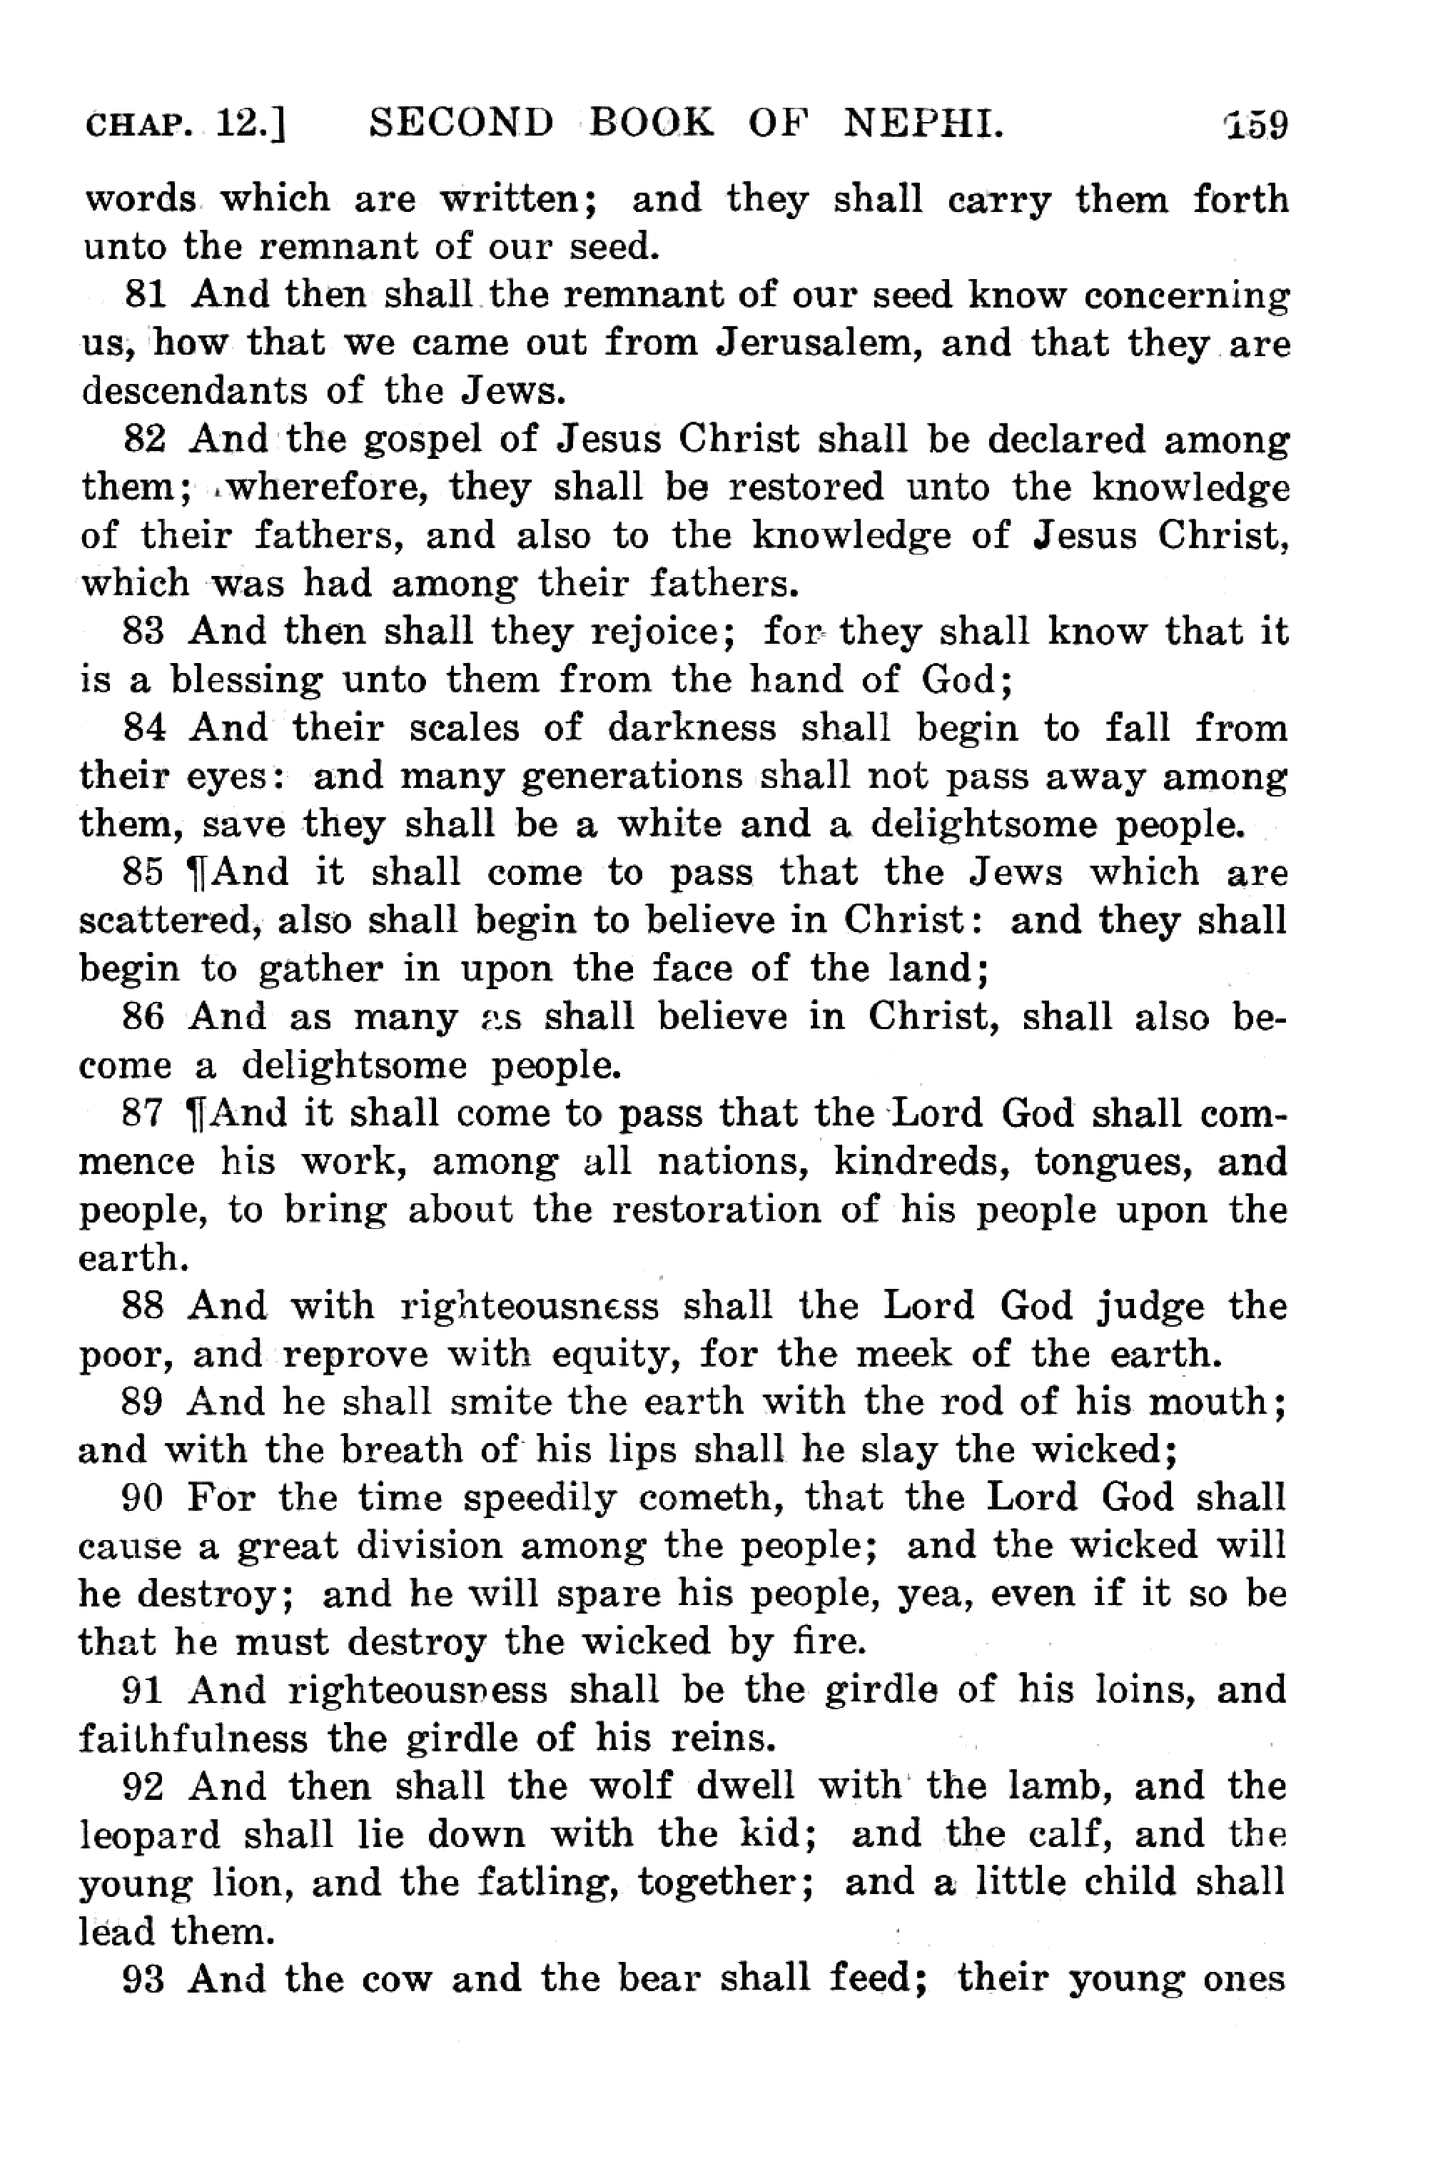 CHAP. 12.] SECOND BOOK OF NEPHI. 159
words which are written; and they shall carry them forth
unto the remnant of our seed.
81 And then shall the remnant of our seed know concerning
us, how that we came out from Jerusalem, and that they are
descendants of the Jews.
82 And the gospel of Jesus Christ shall be declared among
them; wherefore, they shall be restored unto the knowledge
of their fathers, and also to the knowledge of Jesus Christ,
which was had among their fathers.
83 And then shall they rejoice; for they shall know that it
is a blessing unto them from the hand of God;
84 And their scales of darkness shall begin to fall from
their eyes: and many generations shall not pass away among
them, save they shall be a white and a delightsome people.
85 ¶And it shall come to pass that the Jews which are
scattered, also shall begin to believe in Christ: and they shall
begin to gather in upon the face of the land;
86 And as many as shall believe in Christ, shall also be-
come a delightsome people.
87 ¶And it shall come to pass that the Lord God shall com-
mence his work, among all nations, kindreds, tongues, and
people, to bring about the restoration of his people upon the
earth.
88 And with righteousness shall the Lord God judge the
poor, and reprove with equity, for the meek of the earth.
89 And he shall smite the earth with the rod of his mouth;
and with the breath of his lips shall he slay the wicked;
90 For the time speedily cometh, that the Lord God shall
cause a great division among the people; and the wicked will
he destroy; and he will spare his people, yea, even if it so be
that he must destroy the wicked by fire.
91 And righteousness shall be the girdle of his loins, and
faithfulness the girdle of his reins.
92 And then shall the wolf dwell with the lamb, and the
leopard shall lie down with the kid; and the calf, and the
young lion, and the fatling, together; and a little child shall
lead them.
93 And the cow and the bear shall feed; their young ones